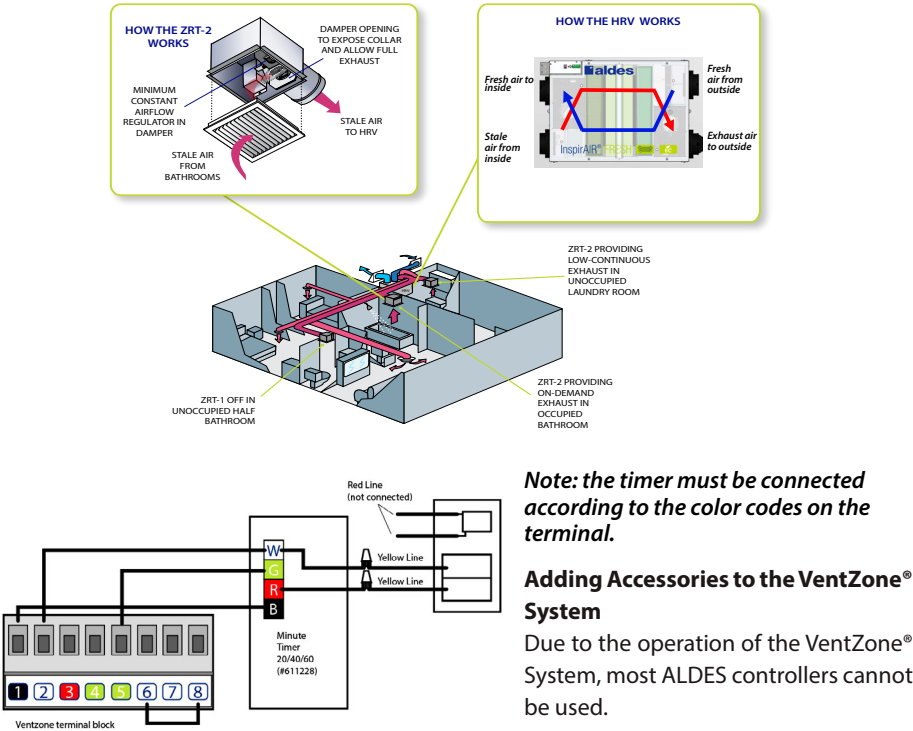 HOW THE ZRT-2
WORKS
DAMPER OPENING
TO EXPOSE COLLAR
AND ALLOW FULL
EXHAUST
MINIMUM
CONSTANT
AIRFLOW
REGULATOR IN
DAMPER
STALE AIR
TO HRV
STALE AIR
FROM
BATHROOMS
HOW THE HRV WORKS
aldes
Fresh air to
inside
Fresh
air from
outside
Stale
air from
inside
Exhaust air
to outside
InspirAIR® FRESH
ZRT-2 PROVIDING
LOW-CONTINUOUS
EXHAUST IN
UNOCCUPIED
LAUNDRY ROOM
HRV
ZRT-1 OFF IN
UNOCCUPIED HALF
BATHROOM
ZRT-2 PROVIDING
ON-DEMAND
EXHAUST IN
OCCUPIED
BATHROOM
Red Line
(not connected)
W
G
R
B
Yellow Line
Yellow Line
Minute
Timer
20/40/60
(#611228)
1 2 3 4 5 6 7 8
Ventzone terminal block
Note: the timer must be connected
according to the color codes on the
terminal.
Adding Accessories to the VentZone®
System
Due to the operation of the VentZone®
System, most ALDES controllers cannot
be used.